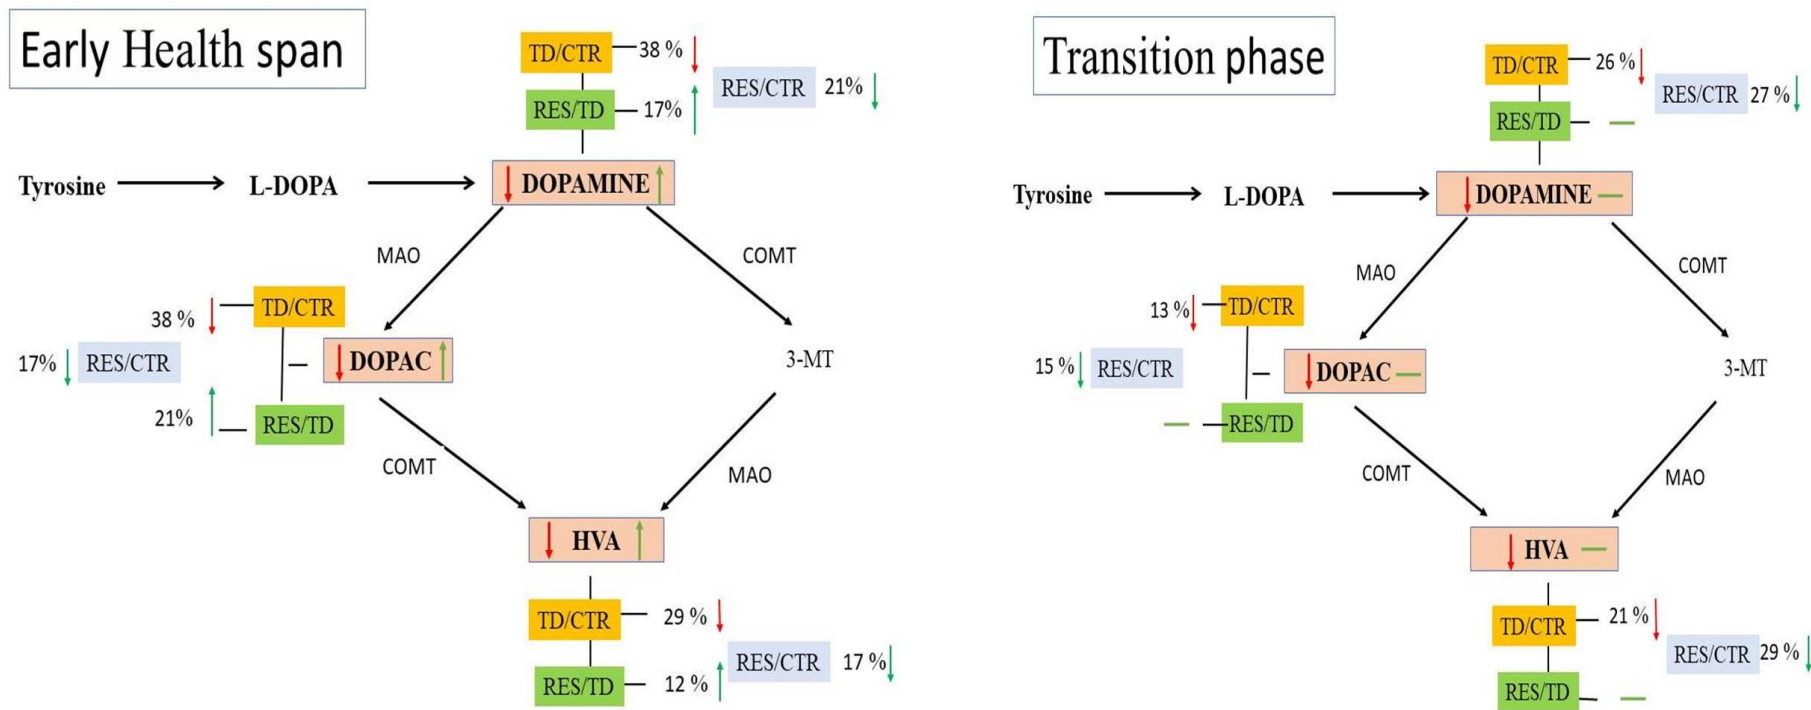 Early Health span
TD/CTR
38 %
RES/TD
17%
RES/CTR
21%
Tyrosine
L-DOPA
DOPAMINE
MAO
COMT
TD/CTR
38 %
17%
RES/CTR
21%
RES/TD
DOPAC
3-MT
COMT
MAO
HVA
TD/CTR
29 %
RES/TD
12 %
RES/CTR
17 %
Transition phase
TD/CTR
26 %
RES/TD
RES/CTR
27 %
Tyrosine
L-DOPA
DOPAMINE
MAO
COMT
TD/CTR
13 %
15 %
RES/CTR
RES/TD
DOPAC
3-MT
COMT
MAO
HVA
TD/CTR
21 %
RES/TD
RES/CTR
29 %